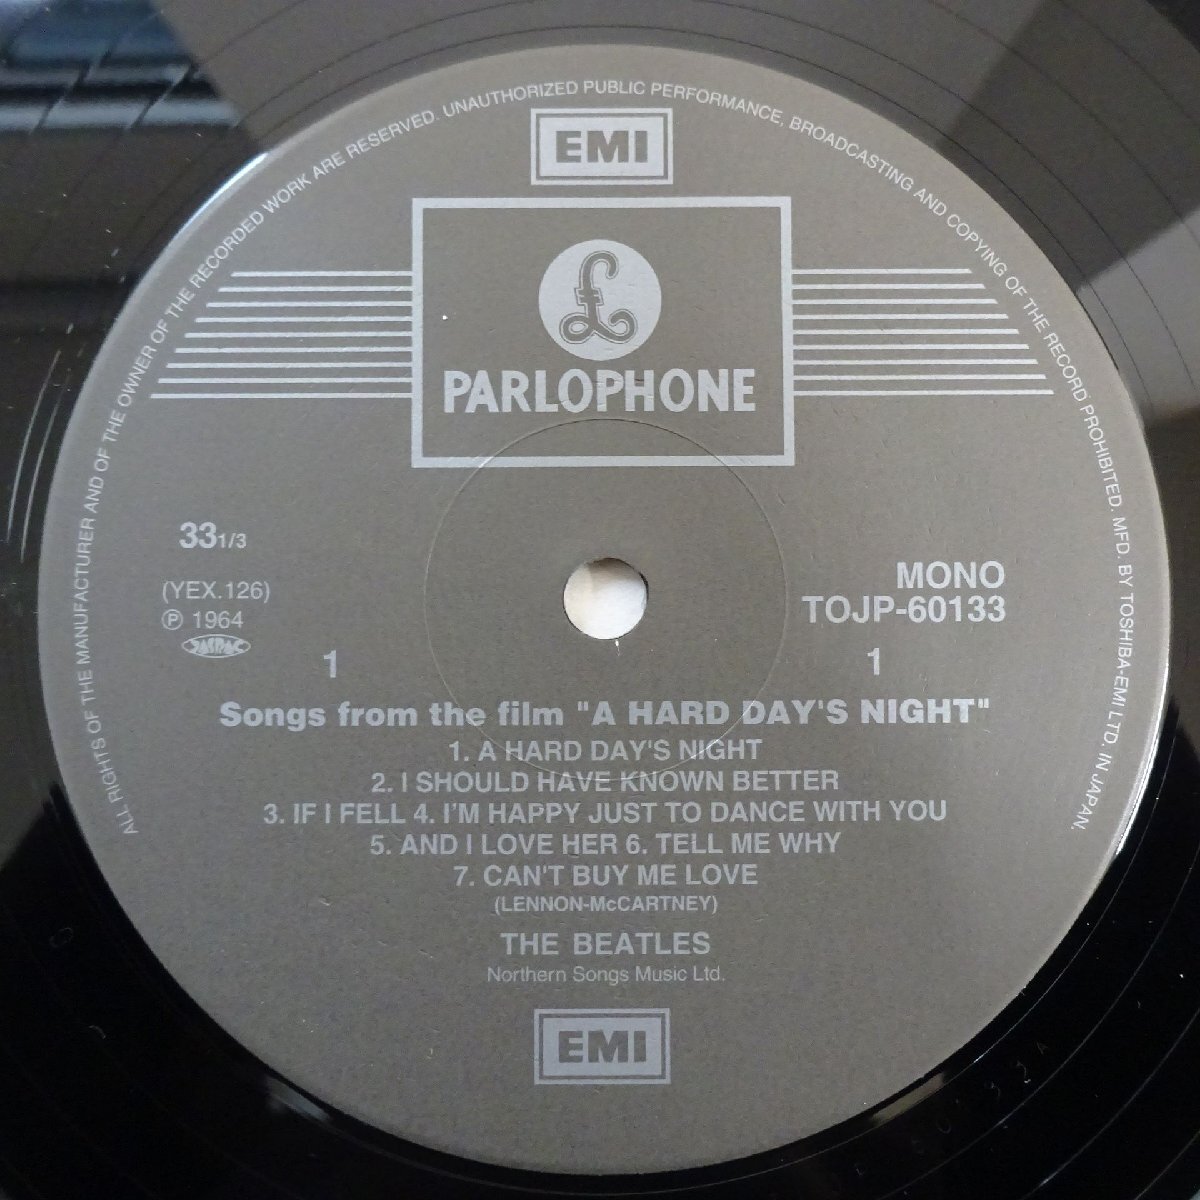 ALL RIGHTS OF THE MANUFACTURER AND OF THE OWNER OF THE RECORDED WORK ARE RESERVED. UNAUTHORIZED PUBLIC PERFORMANCE, BROADCASTING AND COPYING OF THE RECORD PROHIBITED. MFD. BY TOSHIBA-EMI LTD. IN JAPAN.
EMI
£
PARLOPHONE
33 1/3
(YEX.126)
℗ 1964
JASRAC
MONO
TOJP-60133
1 1
Songs from the film "A HARD DAY'S NIGHT"
1. A HARD DAY'S NIGHT
2. I SHOULD HAVE KNOWN BETTER
3. IF I FELL 4. I'M HAPPY JUST TO DANCE WITH YOU
5. AND I LOVE HER 6. TELL ME WHY
7. CAN'T BUY ME LOVE
(LENNON-McCARTNEY)
THE BEATLES
Northern Songs Music Ltd.
EMI